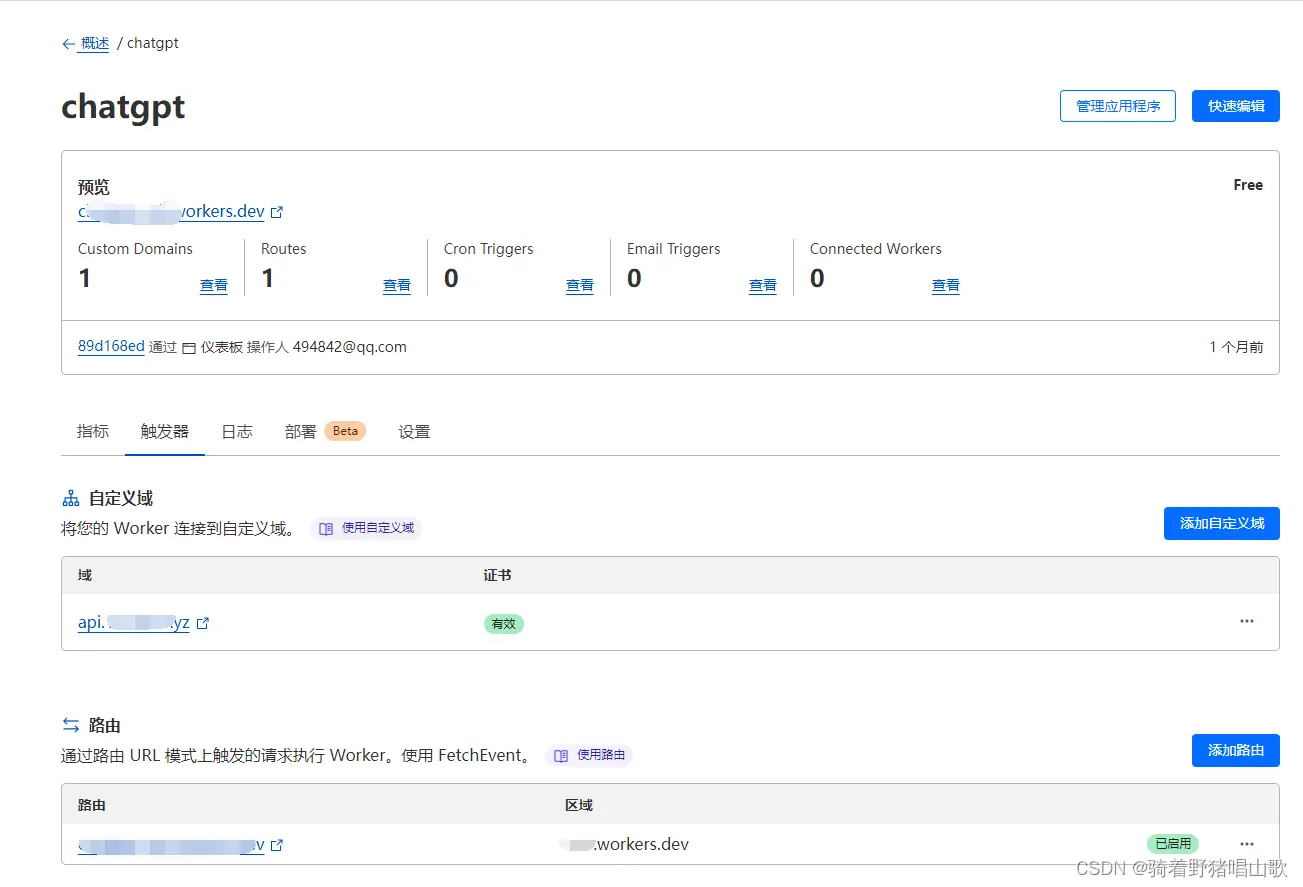 ← 概述 / chatgpt
chatgpt
管理应用程序 快速编辑
预览 Free
orkers.dev
Custom Domains Routes Cron Triggers Email Triggers Connected Workers
1 查看 1 查看 0 查看 0 查看 0 查看
89d168ed 通过 仪表板 操作人 494842@qq.com 1 个月前
指标 触发器 日志 部署 Beta 设置
自定义域
将您的 Worker 连接到自定义域。 使用自定义域 添加自定义域
域 证书
api. yz 有效 ···
路由
通过路由 URL 模式上触发的请求执行 Worker。使用 FetchEvent。 使用路由 添加路由
路由 区域
v .workers.dev 已启用 ···
CSDN @骑着野猪唱山歌